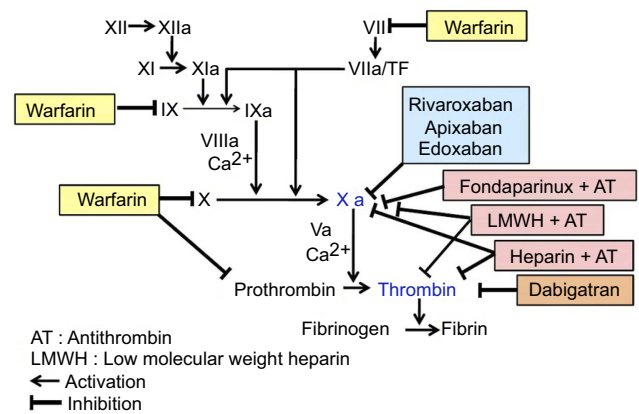 XII XIIa
VII
Warfarin
XI XIa
VIIa/TF
Warfarin
IX IXa
Rivaroxaban
Apixaban
Edoxaban
VIIIa
Ca2+
Fondaparinux + AT
Warfarin
X
X a
LMWH + AT
Va
Ca2+
Heparin + AT
Prothrombin
Thrombin
Dabigatran
Fibrinogen
Fibrin
AT : Antithrombin
LMWH : Low molecular weight heparin
Activation
Inhibition